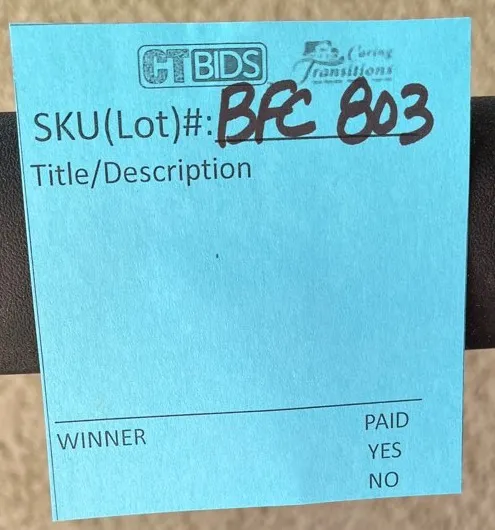 CTBIDS
Caring
Transitions
SKU(Lot)#: BFC 803
Title/Description
WINNER
PAID
YES
NO